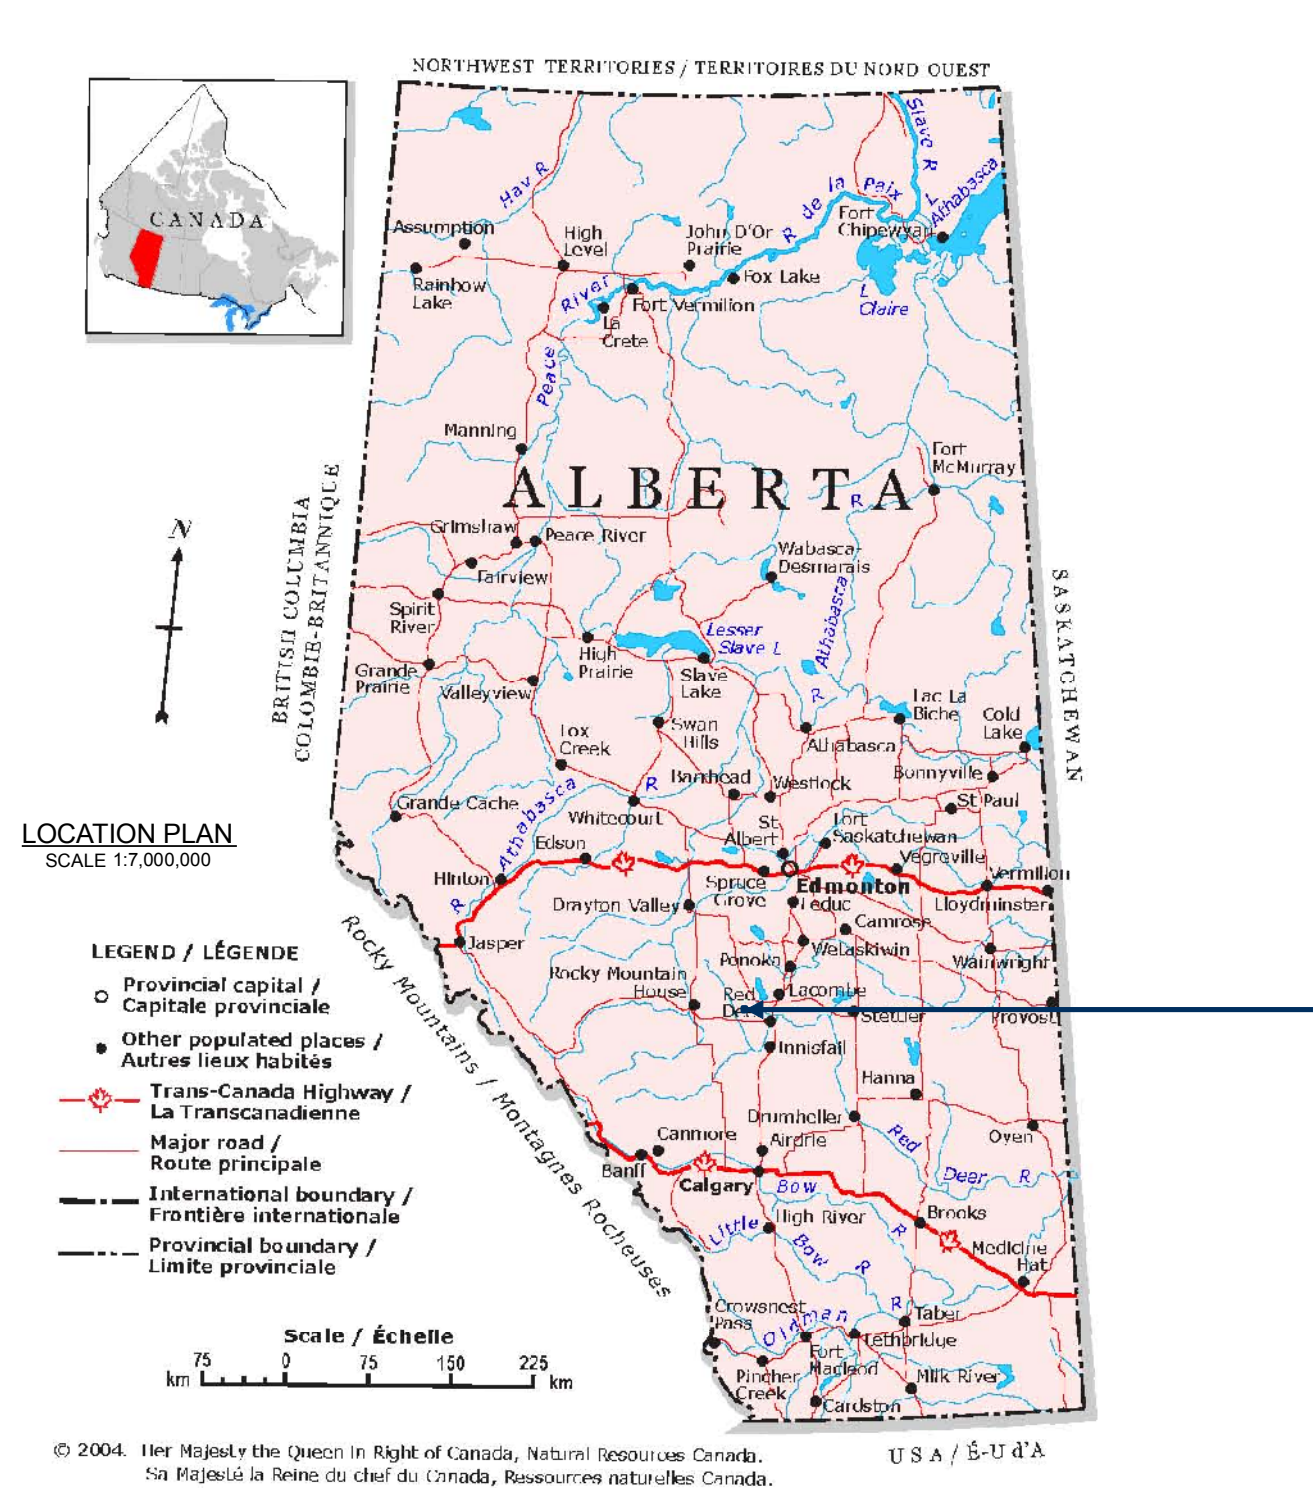 NORTHWEST TERRITORIES / TERRITOIRES DU NORD OUEST
CANADA
Slave R
L Athabasca
Hay R
R de la Paix
Assumption
High
Level
John D'Or
Prairie
Fort
Chipewyan
Rainbow
Lake
River
Fort Vermilion
Fox Lake
L
Claire
La
Crete
Peace
Manning
Fort
McMurray
ALBERTA
R
BRITISH COLUMBIA
COLOMBIE-BRITANNIQUE
N
Grimshaw
Peace River
Wabasca-
Desmarais
Fairview
Spirit
River
Athabasca
SASKATCHEWAN
Lesser
Slave L
High
Prairie
Grande
Prairie
Valleyview
Slave
Lake
R
Lac La
Biche
Cold
Lake
Swan
Hills
Fox
Creek
Athabasca
Barrhead
Westlock
Bonnyville
R
Grande Cache
Athabasca
Whitecourt
St Paul
LOCATION PLAN
SCALE 1:7,000,000
St
Albert
Fort
Saskatchewan
Edson
Vegreville
Hinton
Spruce
Grove
Edmonton
Vermilion
R
Drayton Valley
Leduc
Lloydminster
Camrose
Jasper
Wetaskiwin
Ponoka
Wainwright
Rocky Mountain
House
Red
Lacombe
Stettler
Provost
Innisfail
Hanna
Drumheller
Oyen
Canmore
Airdrie
Red
Deer R
Banff
Calgary
Bow
Brooks
High River
R
Little
Bow
R
Medicine
Hat
Rocky Mountains / Montagnes Rocheuses
Crowsnest
Pass
Oldman
R
Taber
Lethbridge
Fort
Macleod
Pincher
Creek
Milk River
Cardston
LEGEND / LÉGENDE
Provincial capital /
Capitale provinciale
Other populated places /
Autres lieux habités
Trans-Canada Highway /
La Transcanadienne
Major road /
Route principale
International boundary /
Frontière internationale
Provincial boundary /
Limite provinciale
Scale / Échelle
75 0 75 150 225
km km
© 2004. Her Majesty the Queen in Right of Canada, Natural Resources Canada.
Sa Majesté la Reine du chef du Canada, Ressources naturelles Canada.
U S A / É-U d'A